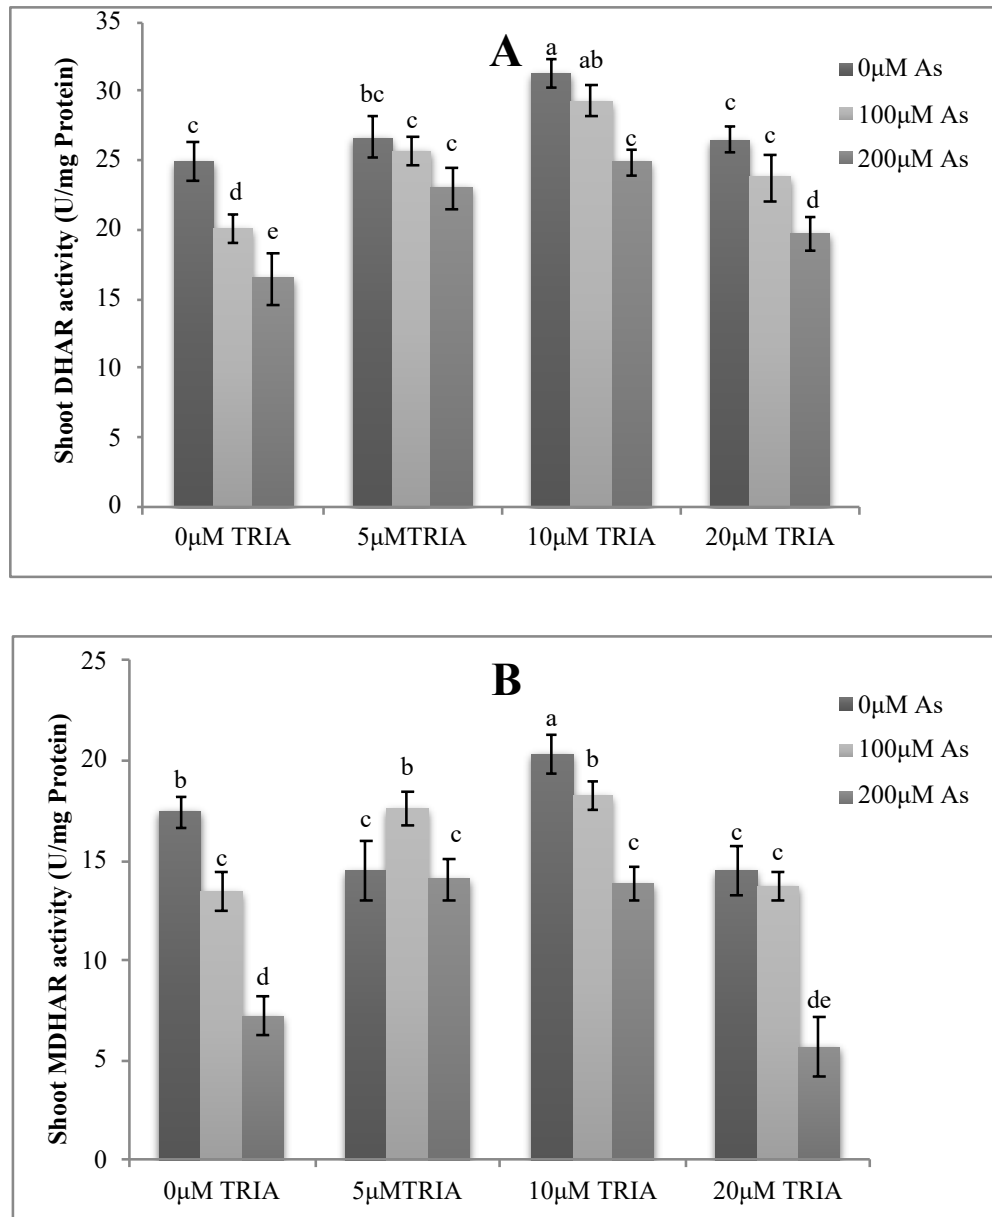 A
Shoot DHAR activity (U/mg Protein)
35
30
25
20
15
10
5
0
c
d
e
bc
c
c
a
ab
c
c
c
d
0μM TRIA
5μMTRIA
10μM TRIA
20μM TRIA
0μM As
100μM As
200μM As
B
Shoot MDHAR activity (U/mg Protein)
25
20
15
10
5
0
b
c
d
c
b
c
a
b
c
c
c
de
0μM TRIA
5μMTRIA
10μM TRIA
20μM TRIA
0μM As
100μM As
200μM As